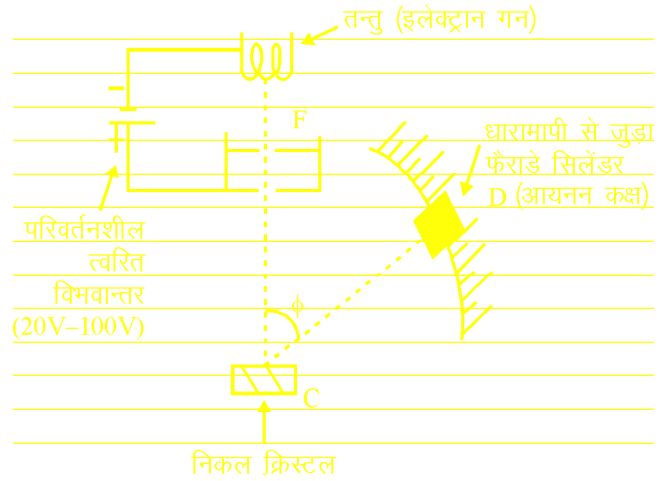 तन्तु (इलेक्ट्रान गन)
F
धारामापी से जुड़ा
फैराडे सिलेंडर
D (आयनन कक्ष)
परिवर्तनशील
त्वरित
विभवान्तर
(20V–100V)
ϕ
C
निकल क्रिस्टल